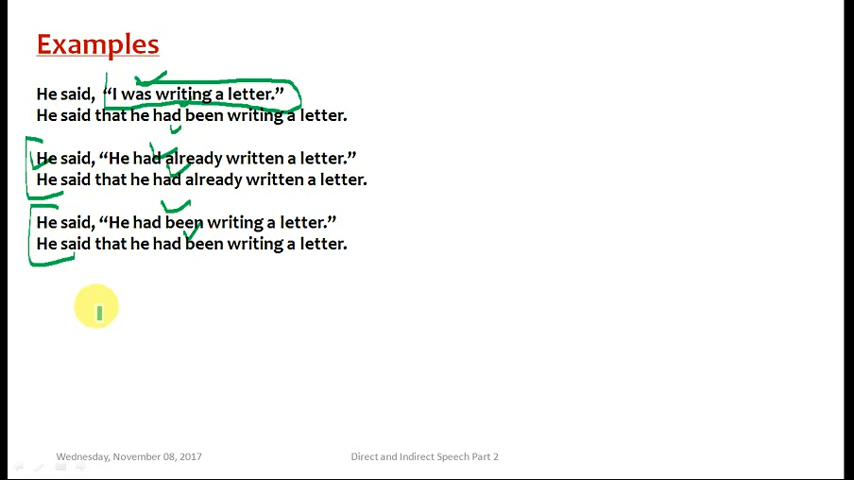 Examples
He said, “I was writing a letter.”
He said that he had been writing a letter.
He said, “He had already written a letter.”
He said that he had already written a letter.
He said, “He had been writing a letter.”
He said that he had been writing a letter.
Wednesday, November 08, 2017
Direct and Indirect Speech Part 2